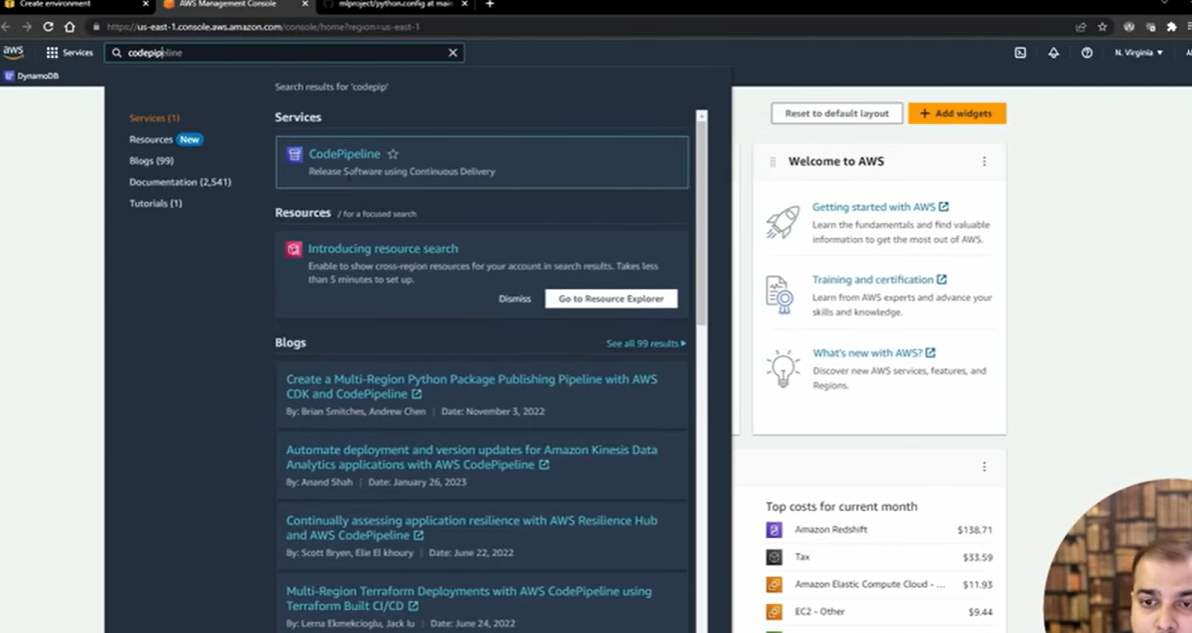 Create environment
AWS Management Console
mlproject/python.config at main
https://us-east-1.console.aws.amazon.com/console/home?region=us-east-1
aws
Services
codepipeline
N. Virginia
DynamoDB
Search results for 'codepip'
Services (1)
Resources New
Blogs (99)
Documentation (2,541)
Tutorials (1)
Services
CodePipeline
Release Software using Continuous Delivery
Resources / for a focused search
Introducing resource search
Enable to show cross-region resources for your account in search results. Takes less
than 5 minutes to set up.
Dismiss
Go to Resource Explorer
Blogs
See all 99 results
Create a Multi-Region Python Package Publishing Pipeline with AWS
CDK and CodePipeline
By: Brian Smitches, Andrew Chen | Date: November 3, 2022
Automate deployment and version updates for Amazon Kinesis Data
Analytics applications with AWS CodePipeline
By: Anand Shah | Date: January 26, 2023
Continually assessing application resilience with AWS Resilience Hub
and AWS CodePipeline
By: Scott Bryen, Elie El khoury | Date: June 22, 2022
Multi-Region Terraform Deployments with AWS CodePipeline using
Terraform Built CI/CD
By: Lerna Ekmekcioglu, Jack Iu | Date: June 24, 2022
Reset to default layout
+ Add widgets
Welcome to AWS
Getting started with AWS
Learn the fundamentals and find valuable
information to get the most out of AWS.
Training and certification
Learn from AWS experts and advance your
skills and knowledge.
What's new with AWS?
Discover new AWS services, features, and
Regions.
Top costs for current month
Amazon Redshift $138.71
Tax $33.59
Amazon Elastic Compute Cloud - ... $11.93
EC2 - Other $9.44